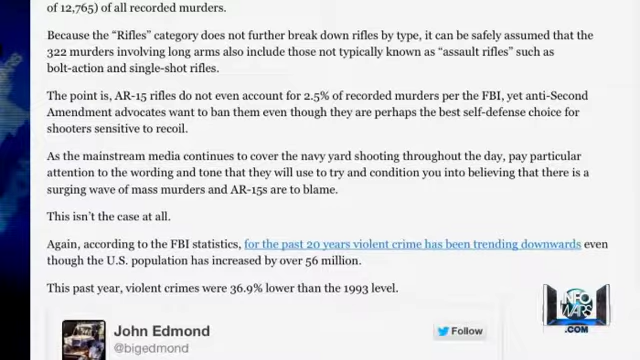 of 12,765) of all recorded murders.
Because the “Rifles” category does not further break down rifles by type, it can be safely assumed that the
322 murders involving long arms also include those not typically known as “assault rifles” such as
bolt-action and single-shot rifles.
The point is, AR-15 rifles do not even account for 2.5% of recorded murders per the FBI, yet anti-Second
Amendment advocates want to ban them even though they are perhaps the best self-defense choice for
shooters sensitive to recoil.
As the mainstream media continues to cover the navy yard shooting throughout the day, pay particular
attention to the wording and tone that they will use to try and condition you into believing that there is a
surging wave of mass murders and AR-15s are to blame.
This isn’t the case at all.
Again, according to the FBI statistics, for the past 20 years violent crime has been trending downwards even
though the U.S. population has increased by over 56 million.
This past year, violent crimes were 36.9% lower than the 1993 level.
John Edmond
@bigedmond
Follow
INFO
WARS
.COM